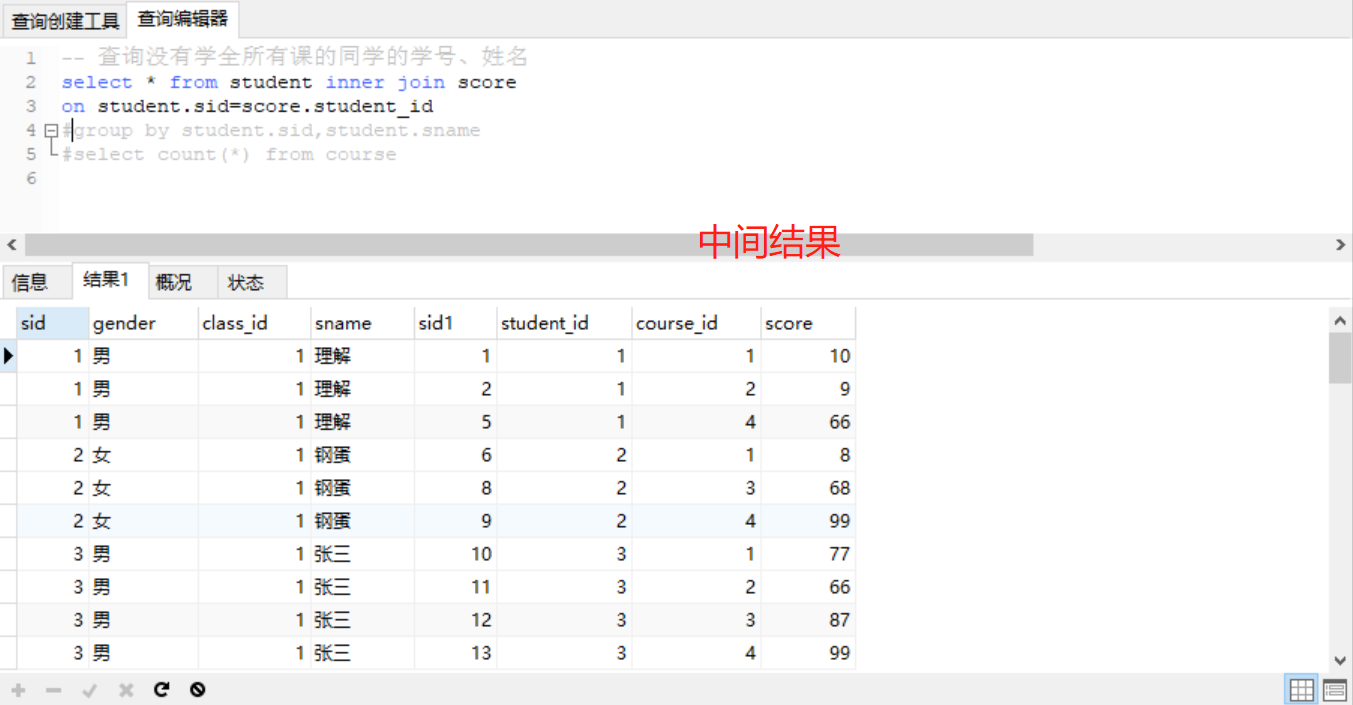 查询创建工具 查询编辑器
1 -- 查询没有学全所有课的同学的学号、姓名
2 select * from student inner join score
3 on student.sid=score.student_id
4 #group by student.sid,student.sname
5 #select count(*) from course
6
中间结果
信息 结果1 概况 状态
sid gender class_id sname sid1 student_id course_id score
1 男 1 理解 1 1 1 10
1 男 1 理解 2 1 2 9
1 男 1 理解 5 1 4 66
2 女 1 钢蛋 6 2 1 8
2 女 1 钢蛋 8 2 3 68
2 女 1 钢蛋 9 2 4 99
3 男 1 张三 10 3 1 77
3 男 1 张三 11 3 2 66
3 男 1 张三 12 3 3 87
3 男 1 张三 13 3 4 99